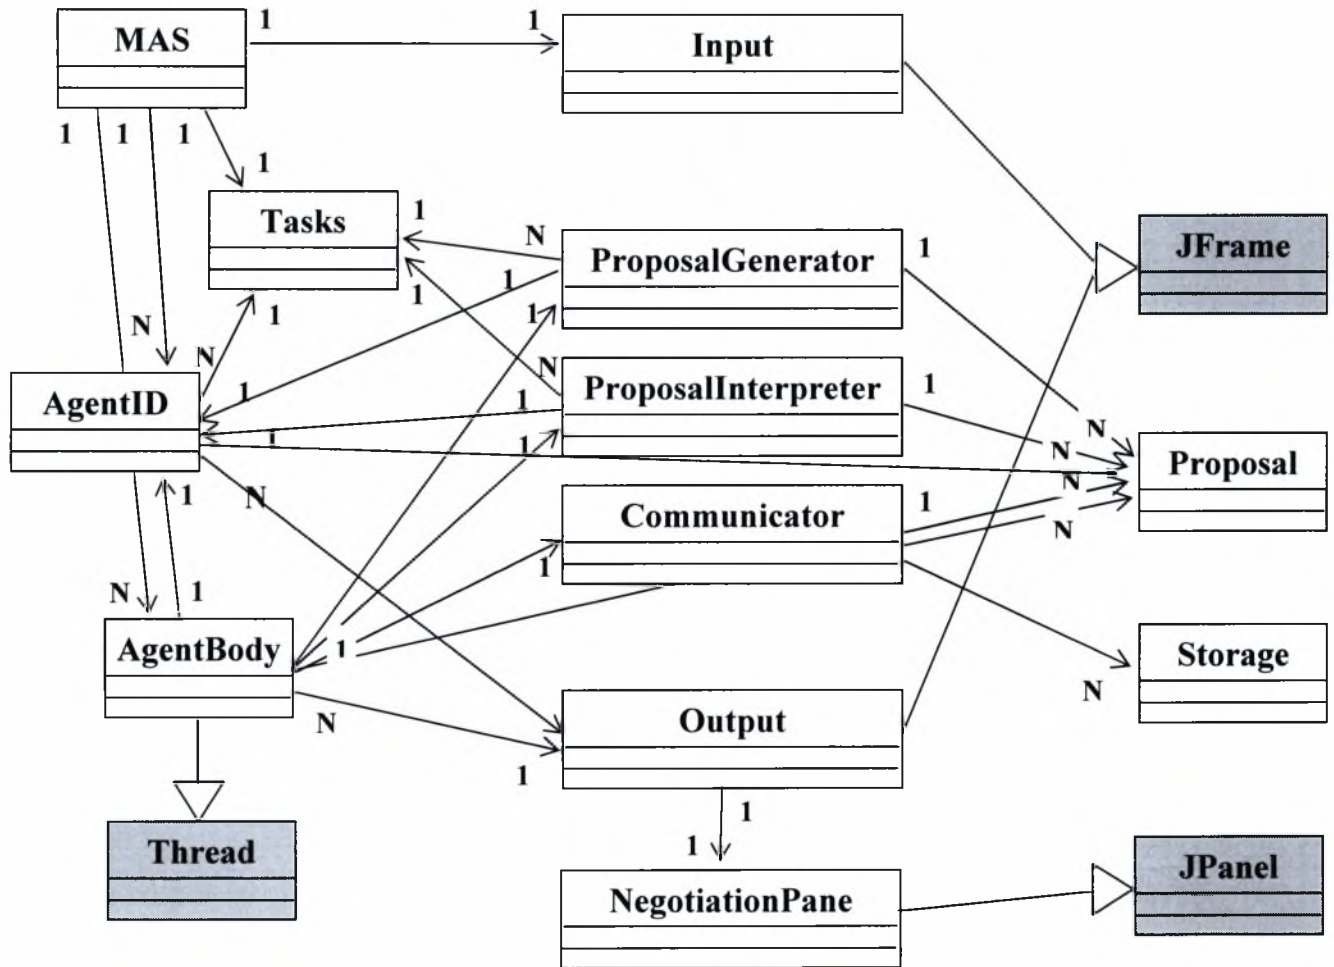 1 1
MAS Input
1 1 1
1
Tasks 1 N ProposalGenerator 1 JFrame
1 1
1 1
N N
N ProposalInterpreter 1
AgentID 1 1
1 1 N N Proposal
1 N N
Communicator 1
N
1
N 1
AgentBody 1 Storage
N
N Output
1
1
Thread 1 JPanel
NegotiationPane